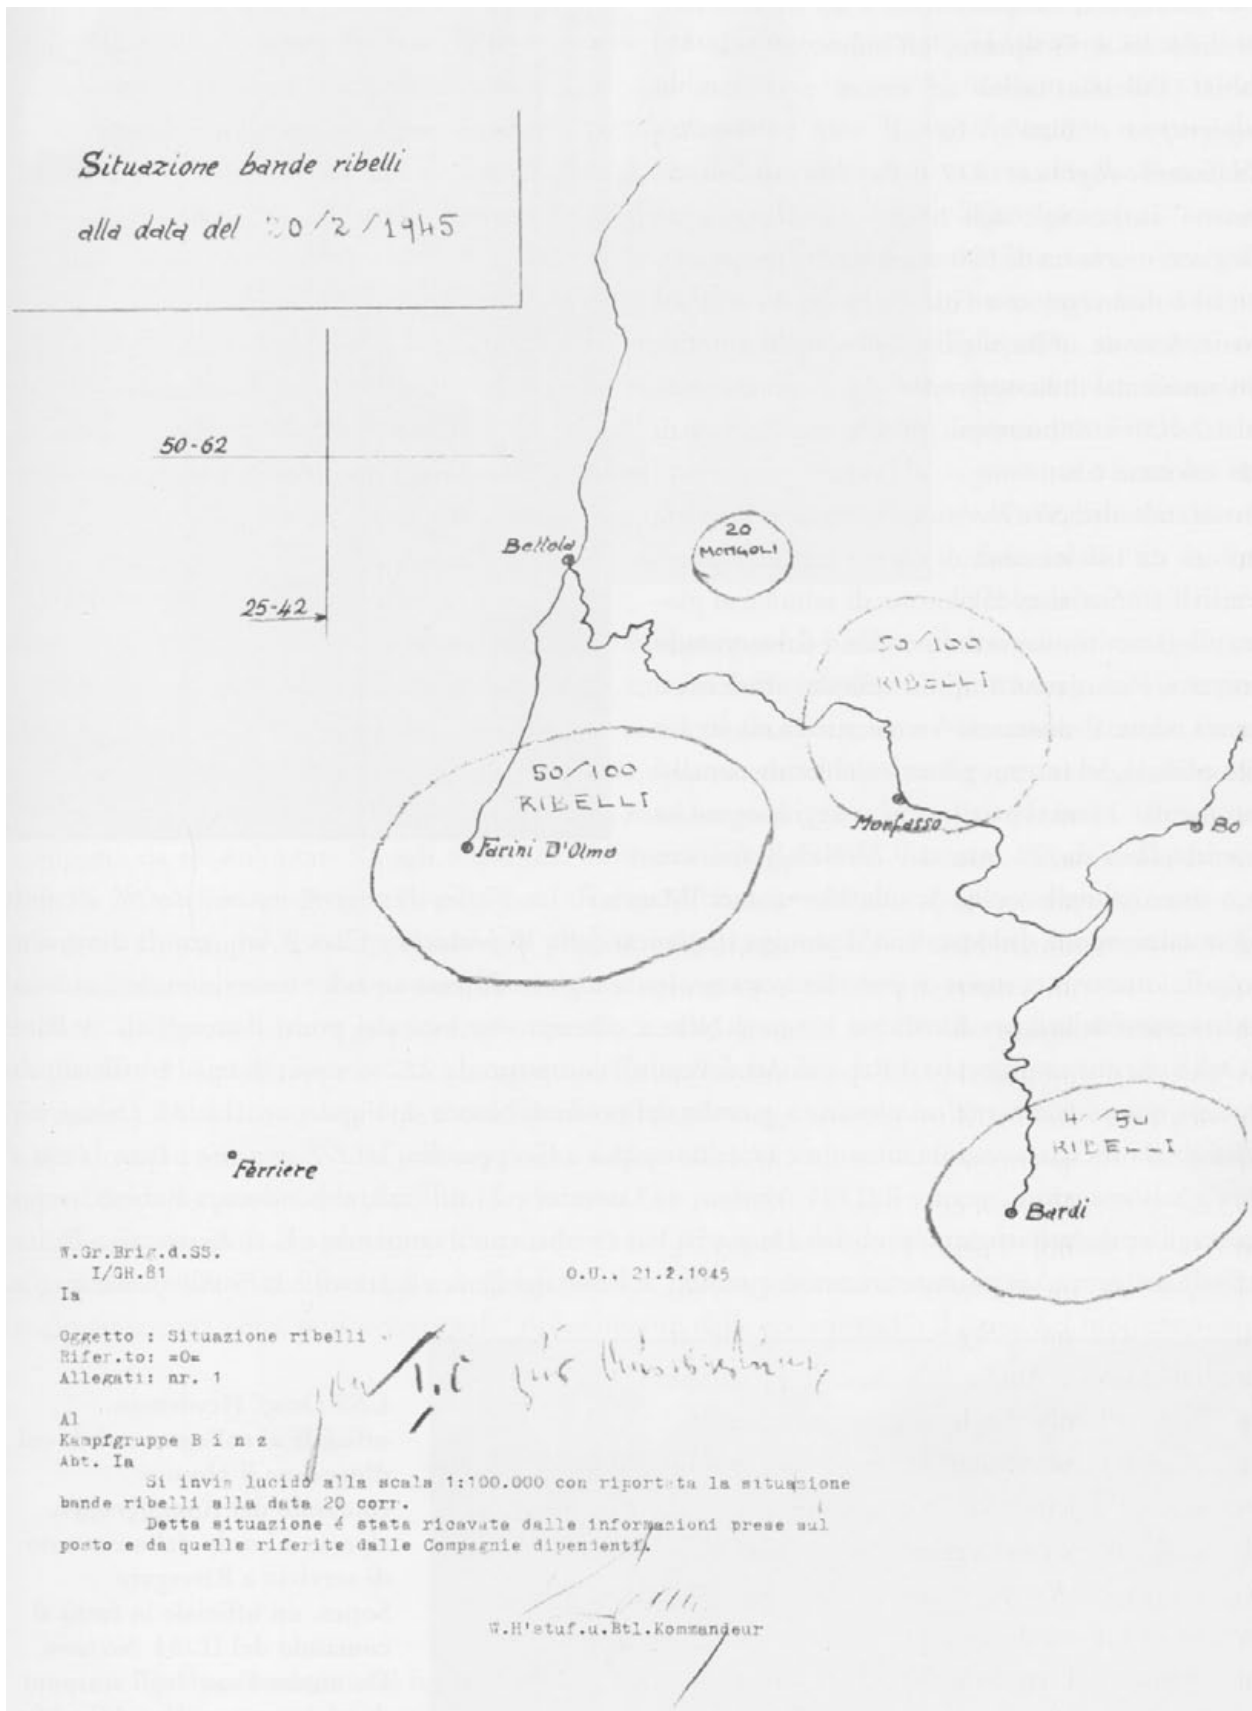 Situazione bande ribelli
alla data del 20/2/1945
50-62
25-42
Bettola
20
MONGOLI
50/100
RIBELLI
50/100
RIBELLI
Farini D'Olmo
Morfasso
Bo
4 / 50
RIBELLI
Bardi
Ferriere
W.Gr.Brig.d.SS.
I/GR.81
Ia
O.U., 21.2.1945
Oggetto : Situazione ribelli
Rifer.to: =O=
Allegati: nr. 1
I.c für
Al
Kampfgruppe B i n z
Abt. Ia
Si invia lucido alla scala 1:100.000 con riportata la situasione
bande ribelli alla data 20 corr.
Detta situazione é stata ricavata dalle informazioni prese sul
posto e da quelle riferite dalle Compagnie dipenienti.
W.H'stuf.u.Btl.Kommandeur